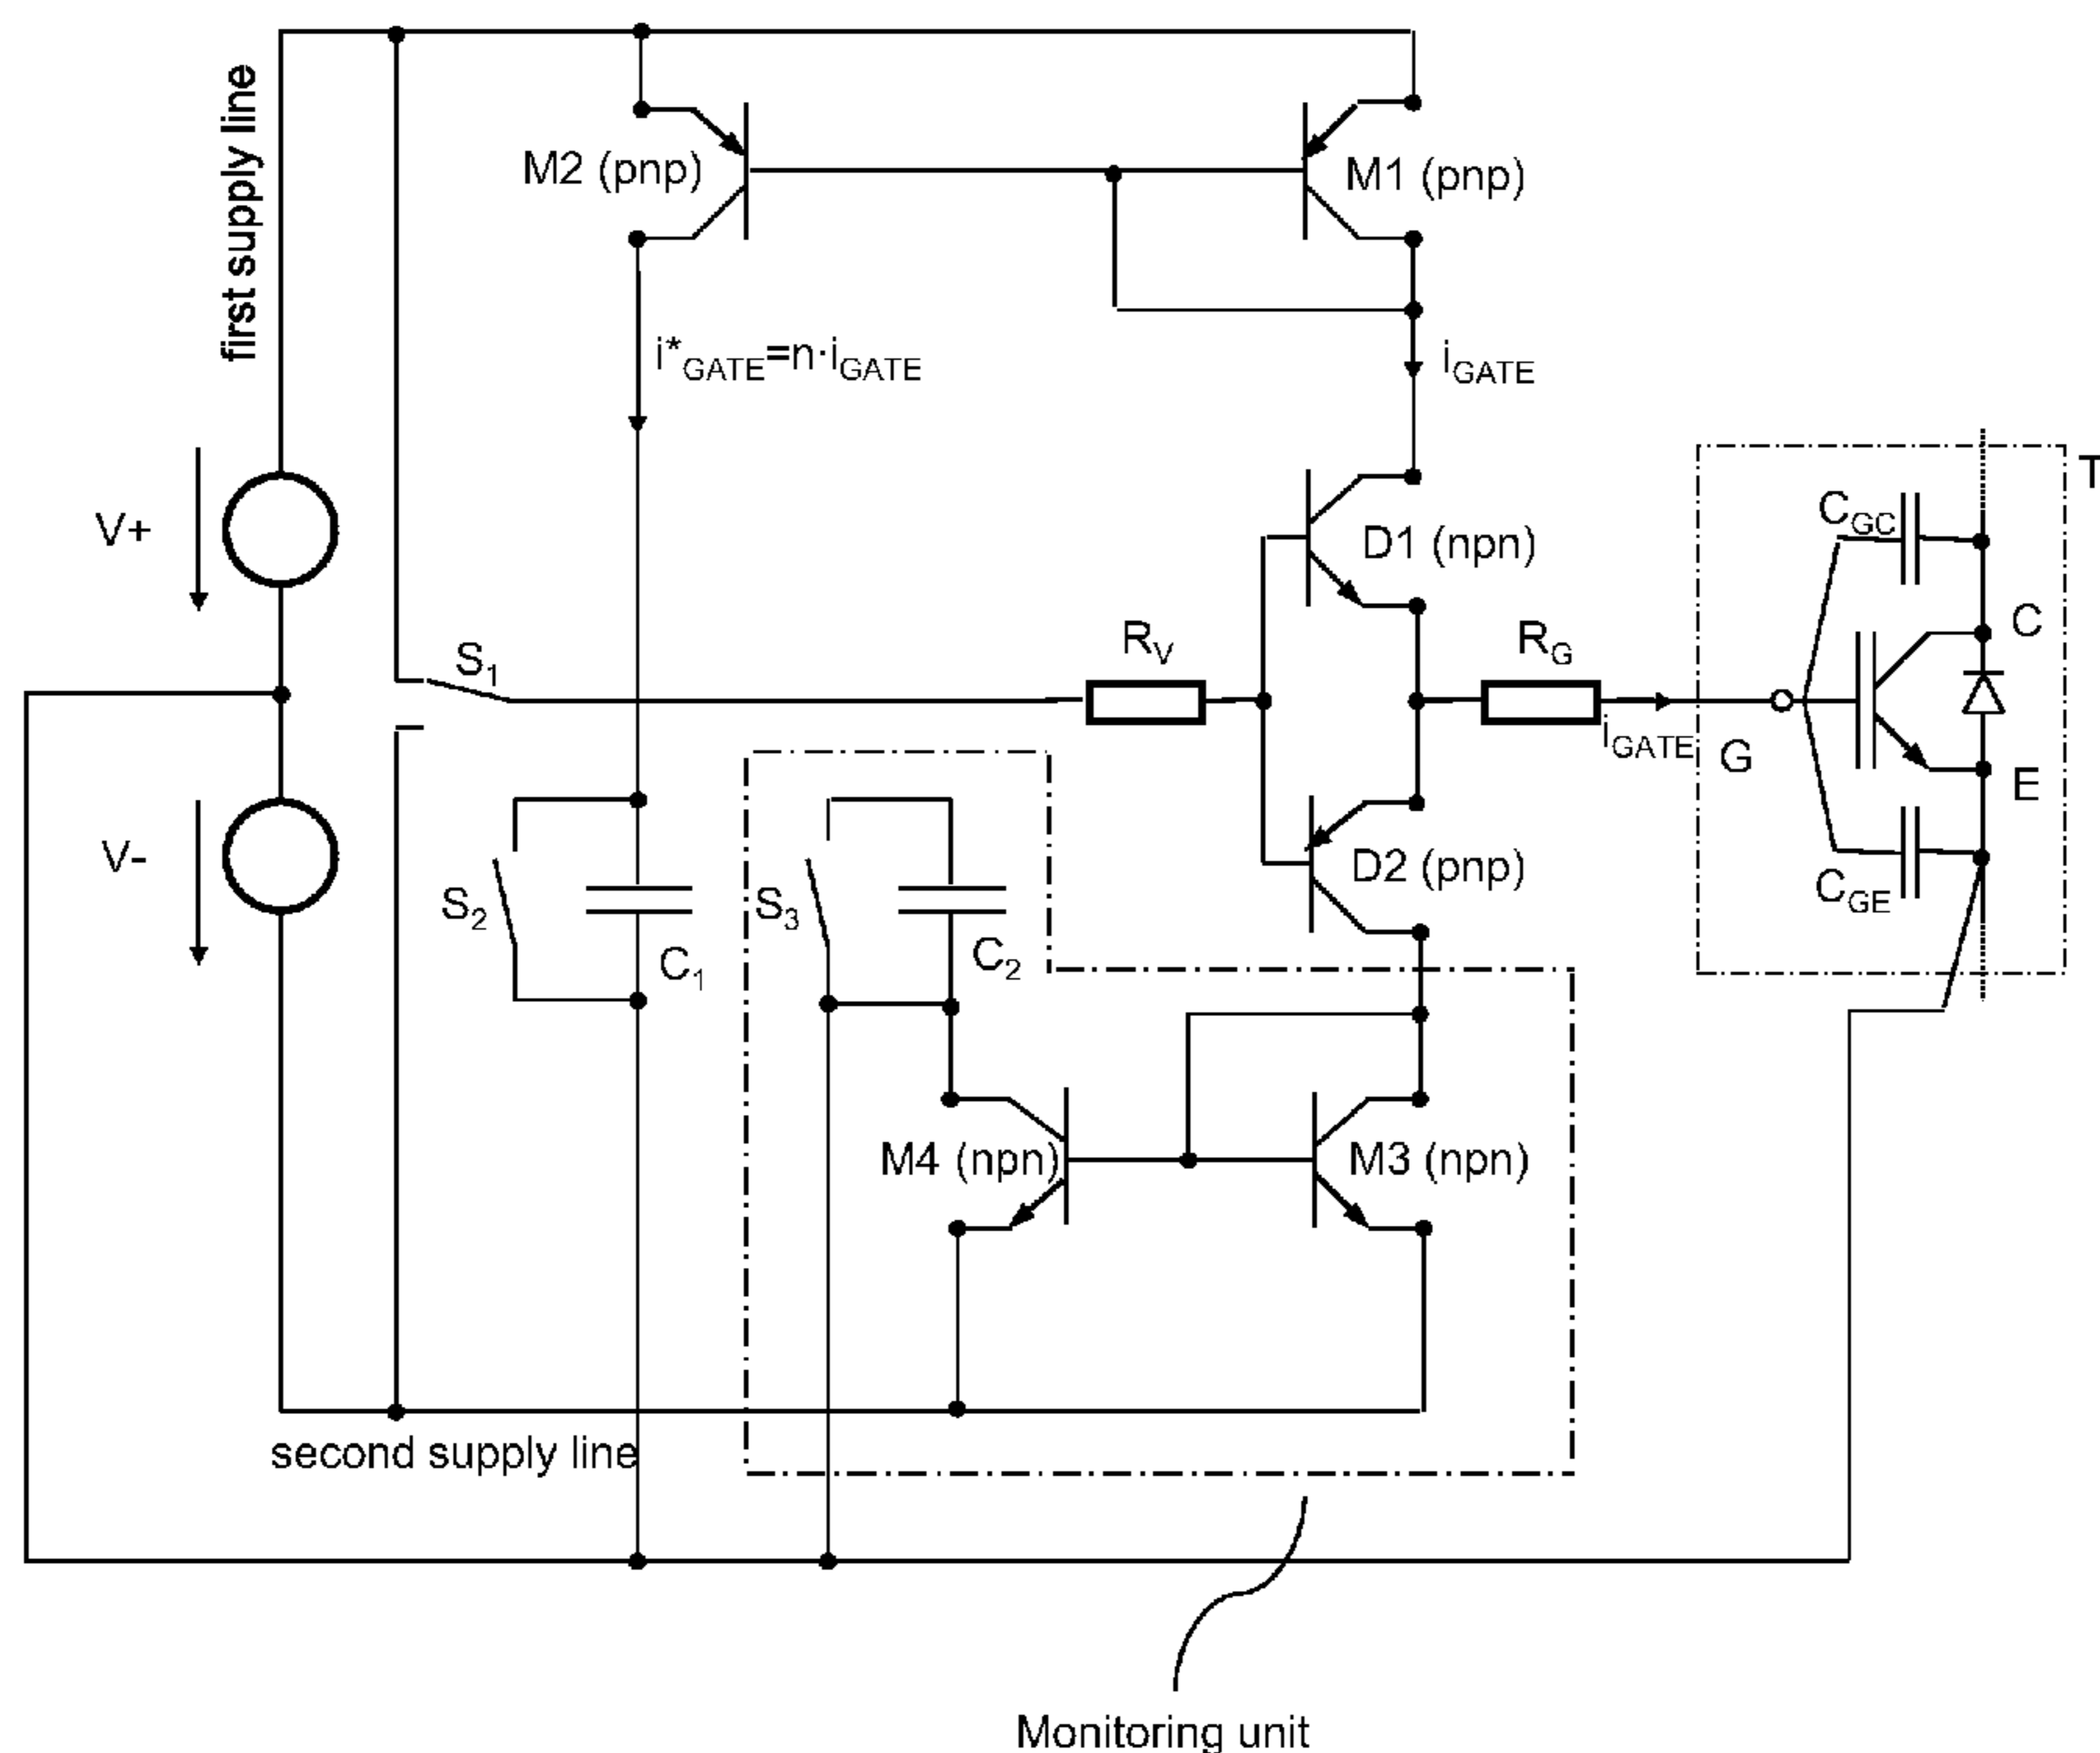 first supply line
M2 (pnp)
M1 (pnp)
i*GATE=n·iGATE
iGATE
V+
T
CGC
D1 (npn)
C
S1
RV
RG
iGATE
G
E
V-
S2
C1
S3
C2
D2 (pnp)
CGE
M4 (npn)
M3 (npn)
second supply line
Monitoring unit